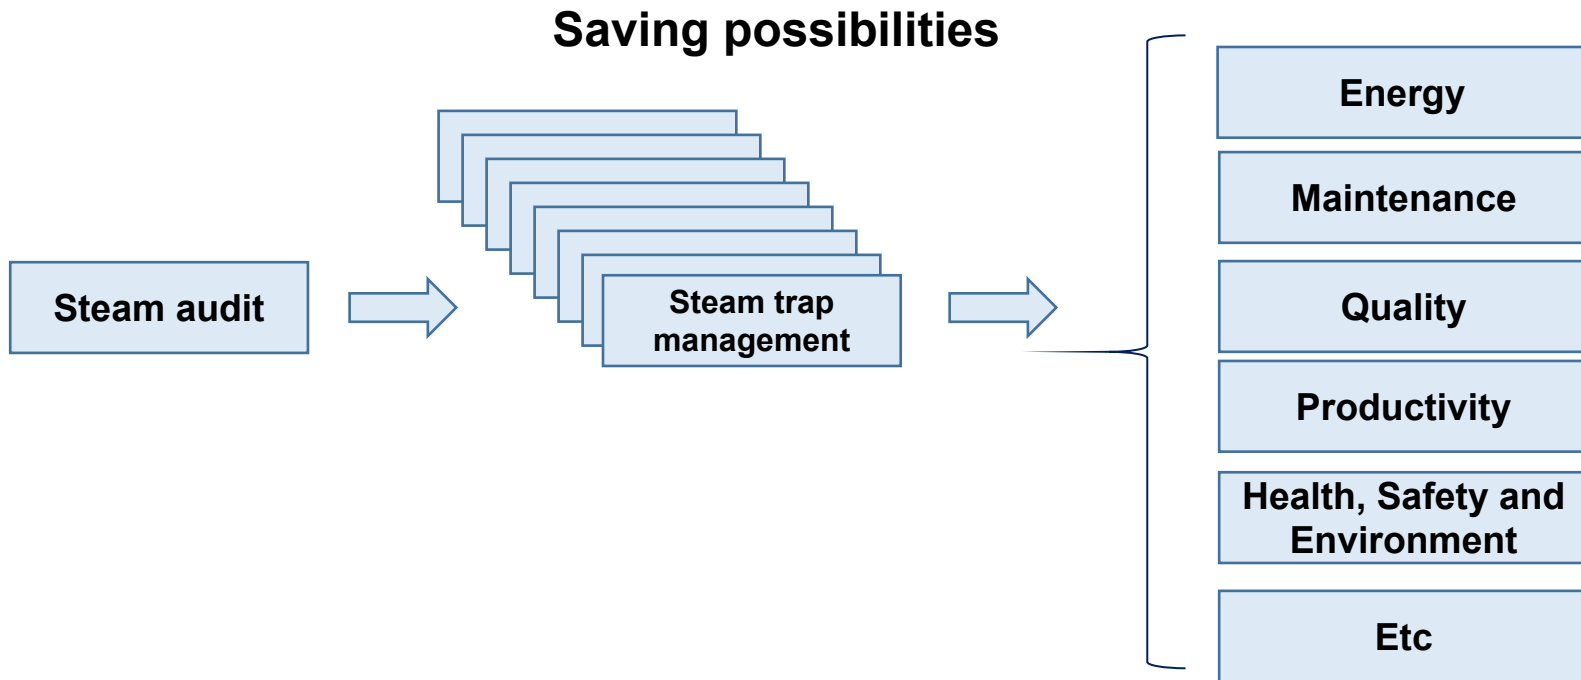 Saving possibilities
Steam audit
Steam trap
management
Energy
Maintenance
Quality
Productivity
Health, Safety and
Environment
Etc